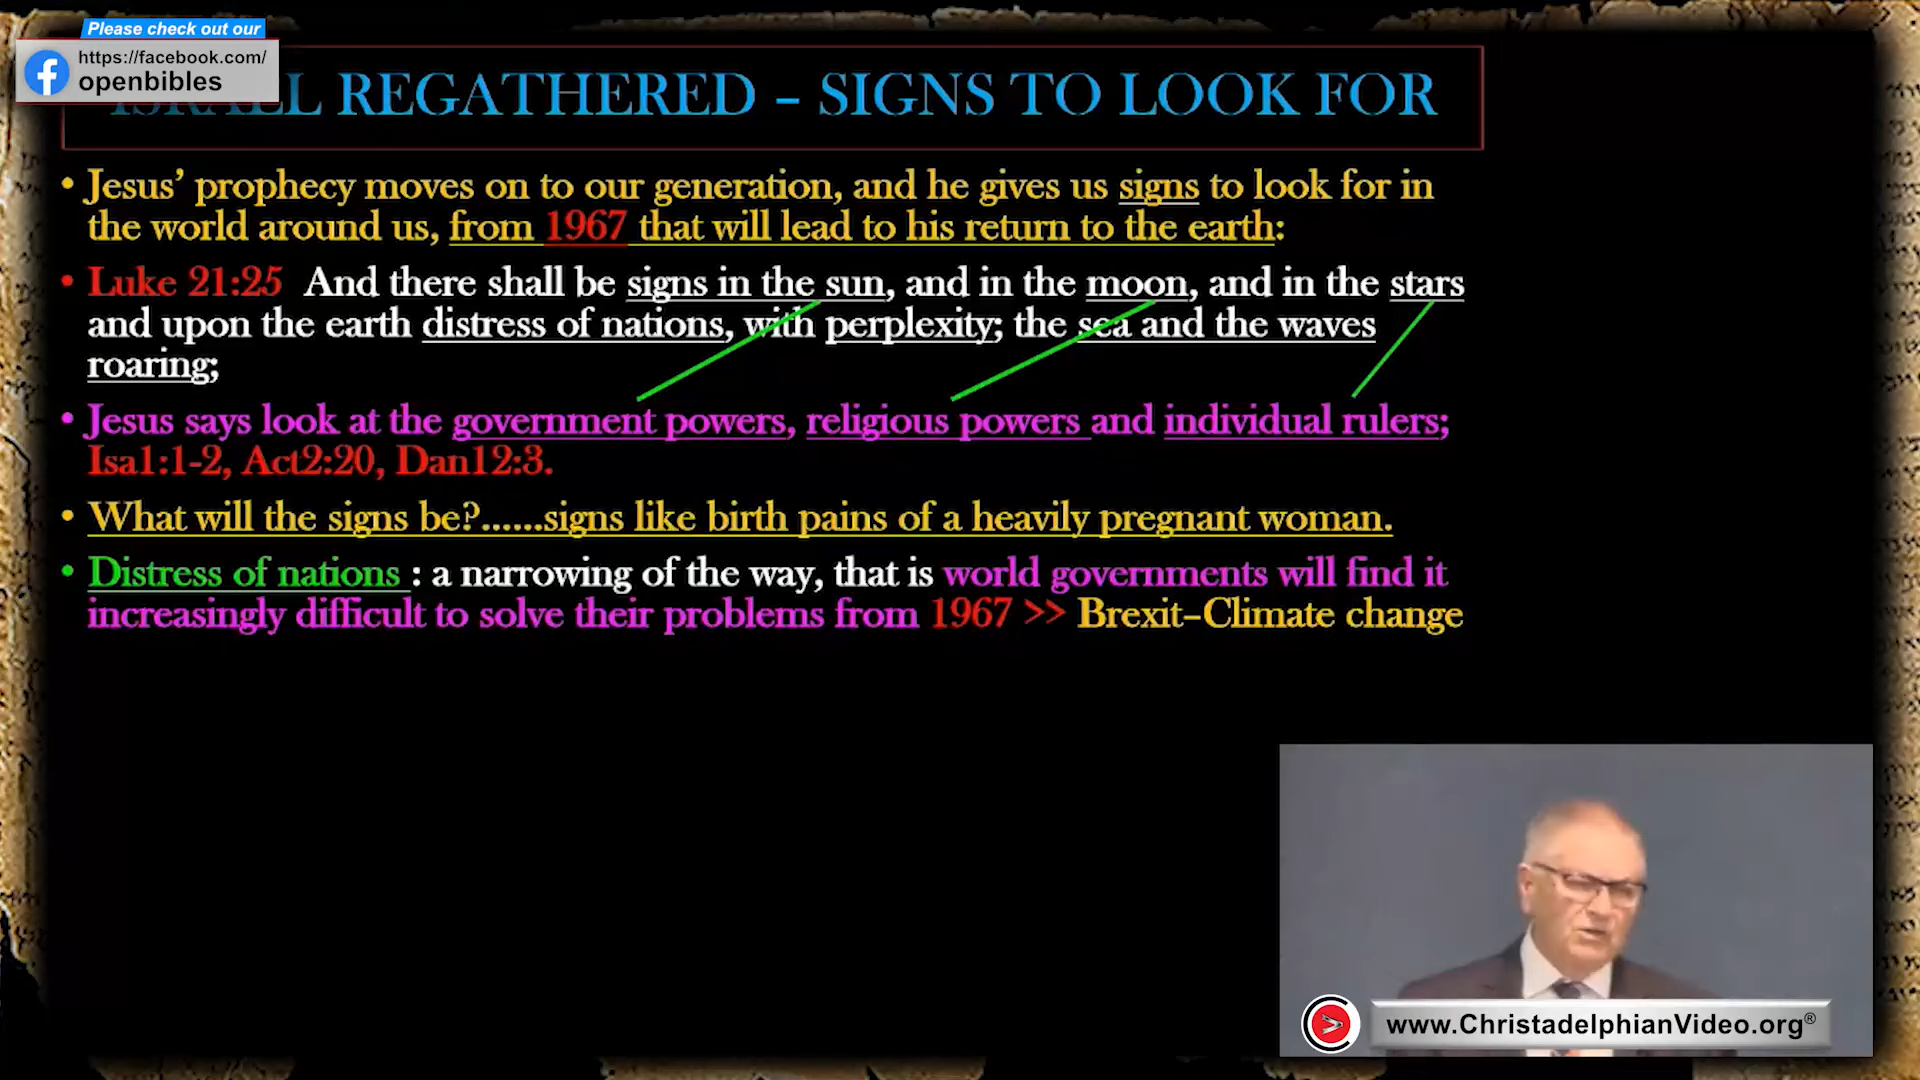 Please check out our
https://facebook.com/
openbibles
ISRAEL REGATHERED – SIGNS TO LOOK FOR
• Jesus’ prophecy moves on to our generation, and he gives us signs to look for in
the world around us, from 1967 that will lead to his return to the earth:
• Luke 21:25 And there shall be signs in the sun, and in the moon, and in the stars
and upon the earth distress of nations, with perplexity; the sea and the waves
roaring;
• Jesus says look at the government powers, religious powers and individual rulers;
Isa1:1-2, Act2:20, Dan12:3.
• What will the signs be?......signs like birth pains of a heavily pregnant woman.
• Distress of nations : a narrowing of the way, that is world governments will find it
increasingly difficult to solve their problems from 1967 >> Brexit–Climate change
www.ChristadelphianVideo.org®